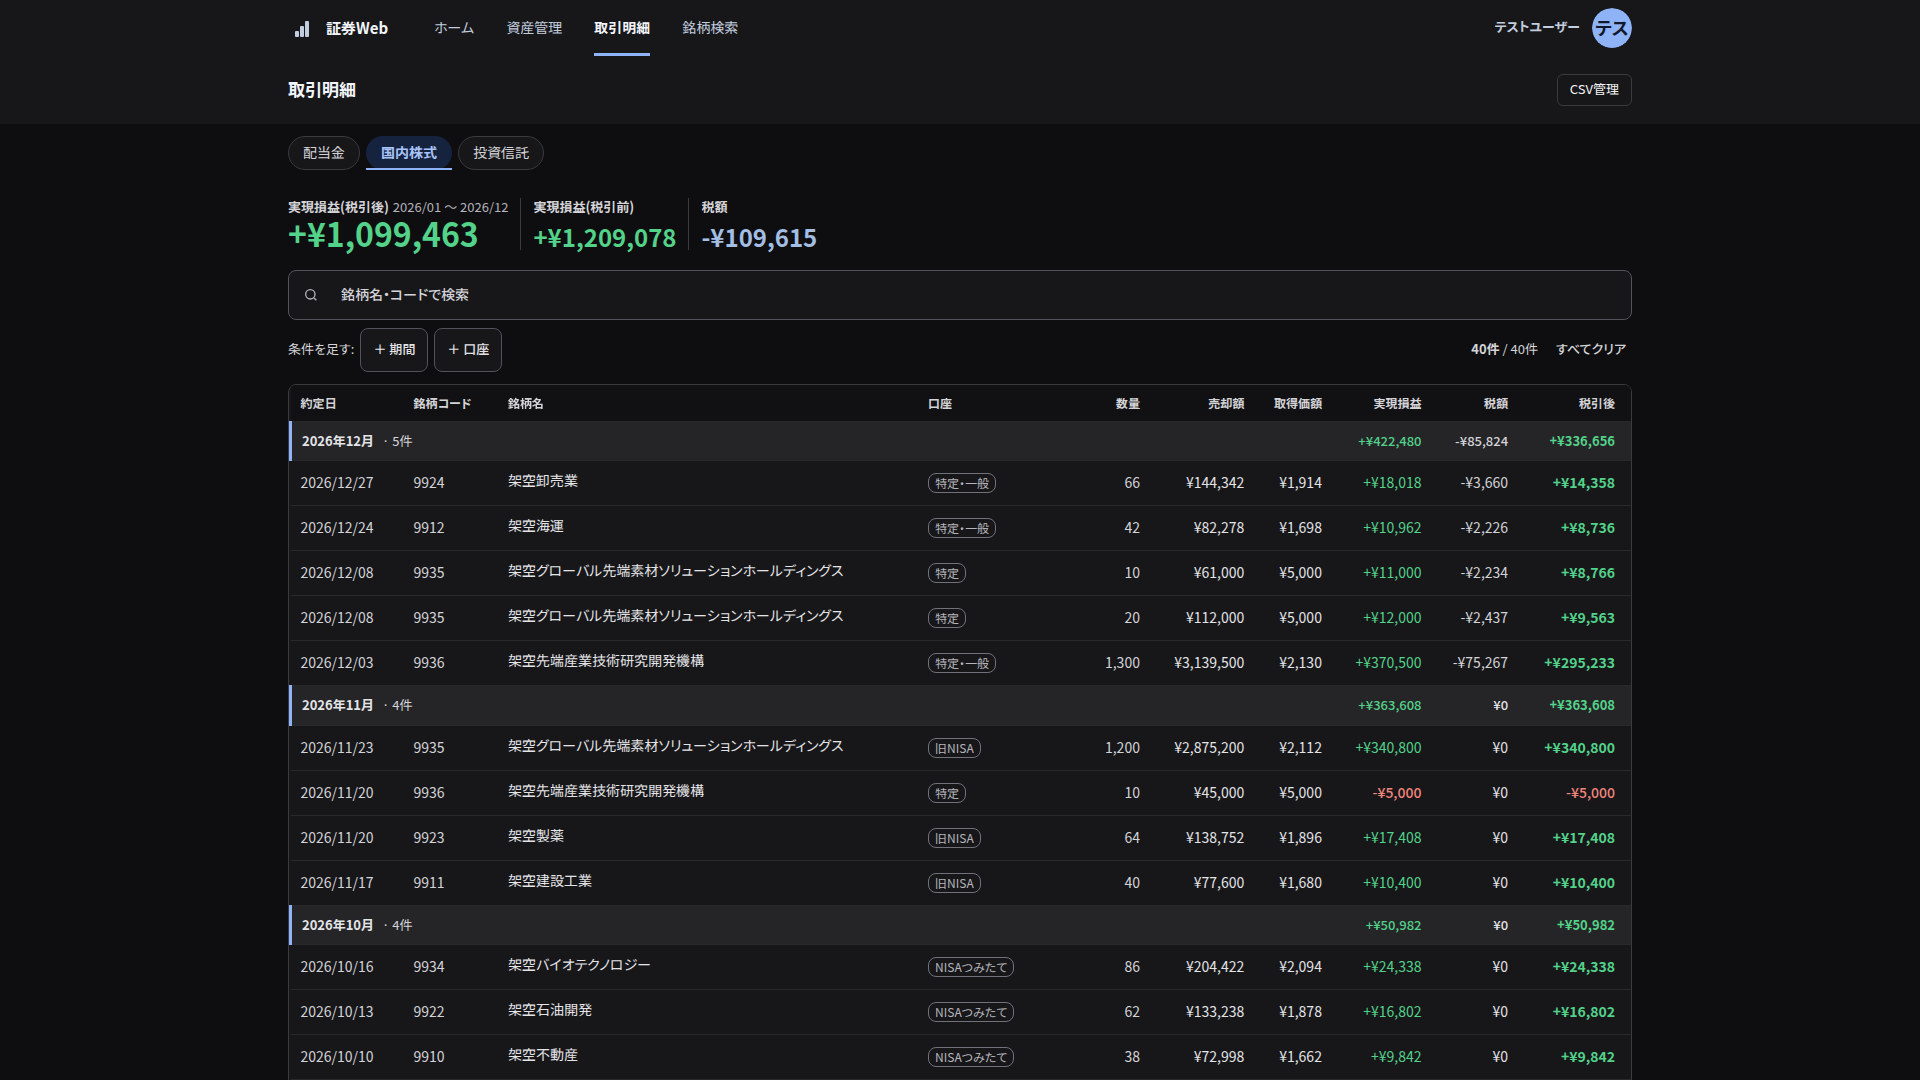 証券Web ホーム 資産管理 取引明細 銘柄検索 テストユーザー テス
取引明細 CSV管理
配当金 国内株式 投資信託
実現損益(税引後) 2026/01 ～ 2026/12 実現損益(税引前) 税額
+¥1,099,463 +¥1,209,078 -¥109,615
銘柄名・コードで検索
条件を足す: ＋ 期間 ＋ 口座 40件 / 40件 すべてクリア
約定日 銘柄コード 銘柄名 口座 数量 売却額 取得価額 実現損益 税額 税引後
2026年12月 · 5件 +¥422,480 -¥85,824 +¥336,656
2026/12/27 9924 架空卸売業 特定・一般 66 ¥144,342 ¥1,914 +¥18,018 -¥3,660 +¥14,358
2026/12/24 9912 架空海運 特定・一般 42 ¥82,278 ¥1,698 +¥10,962 -¥2,226 +¥8,736
2026/12/08 9935 架空グローバル先端素材ソリューションホールディングス 特定 10 ¥61,000 ¥5,000 +¥11,000 -¥2,234 +¥8,766
2026/12/08 9935 架空グローバル先端素材ソリューションホールディングス 特定 20 ¥112,000 ¥5,000 +¥12,000 -¥2,437 +¥9,563
2026/12/03 9936 架空先端産業技術研究開発機構 特定・一般 1,300 ¥3,139,500 ¥2,130 +¥370,500 -¥75,267 +¥295,233
2026年11月 · 4件 +¥363,608 ¥0 +¥363,608
2026/11/23 9935 架空グローバル先端素材ソリューションホールディングス 旧NISA 1,200 ¥2,875,200 ¥2,112 +¥340,800 ¥0 +¥340,800
2026/11/20 9936 架空先端産業技術研究開発機構 特定 10 ¥45,000 ¥5,000 -¥5,000 ¥0 -¥5,000
2026/11/20 9923 架空製薬 旧NISA 64 ¥138,752 ¥1,896 +¥17,408 ¥0 +¥17,408
2026/11/17 9911 架空建設工業 旧NISA 40 ¥77,600 ¥1,680 +¥10,400 ¥0 +¥10,400
2026年10月 · 4件 +¥50,982 ¥0 +¥50,982
2026/10/16 9934 架空バイオテクノロジー NISAつみたて 86 ¥204,422 ¥2,094 +¥24,338 ¥0 +¥24,338
2026/10/13 9922 架空石油開発 NISAつみたて 62 ¥133,238 ¥1,878 +¥16,802 ¥0 +¥16,802
2026/10/10 9910 架空不動産 NISAつみたて 38 ¥72,998 ¥1,662 +¥9,842 ¥0 +¥9,842